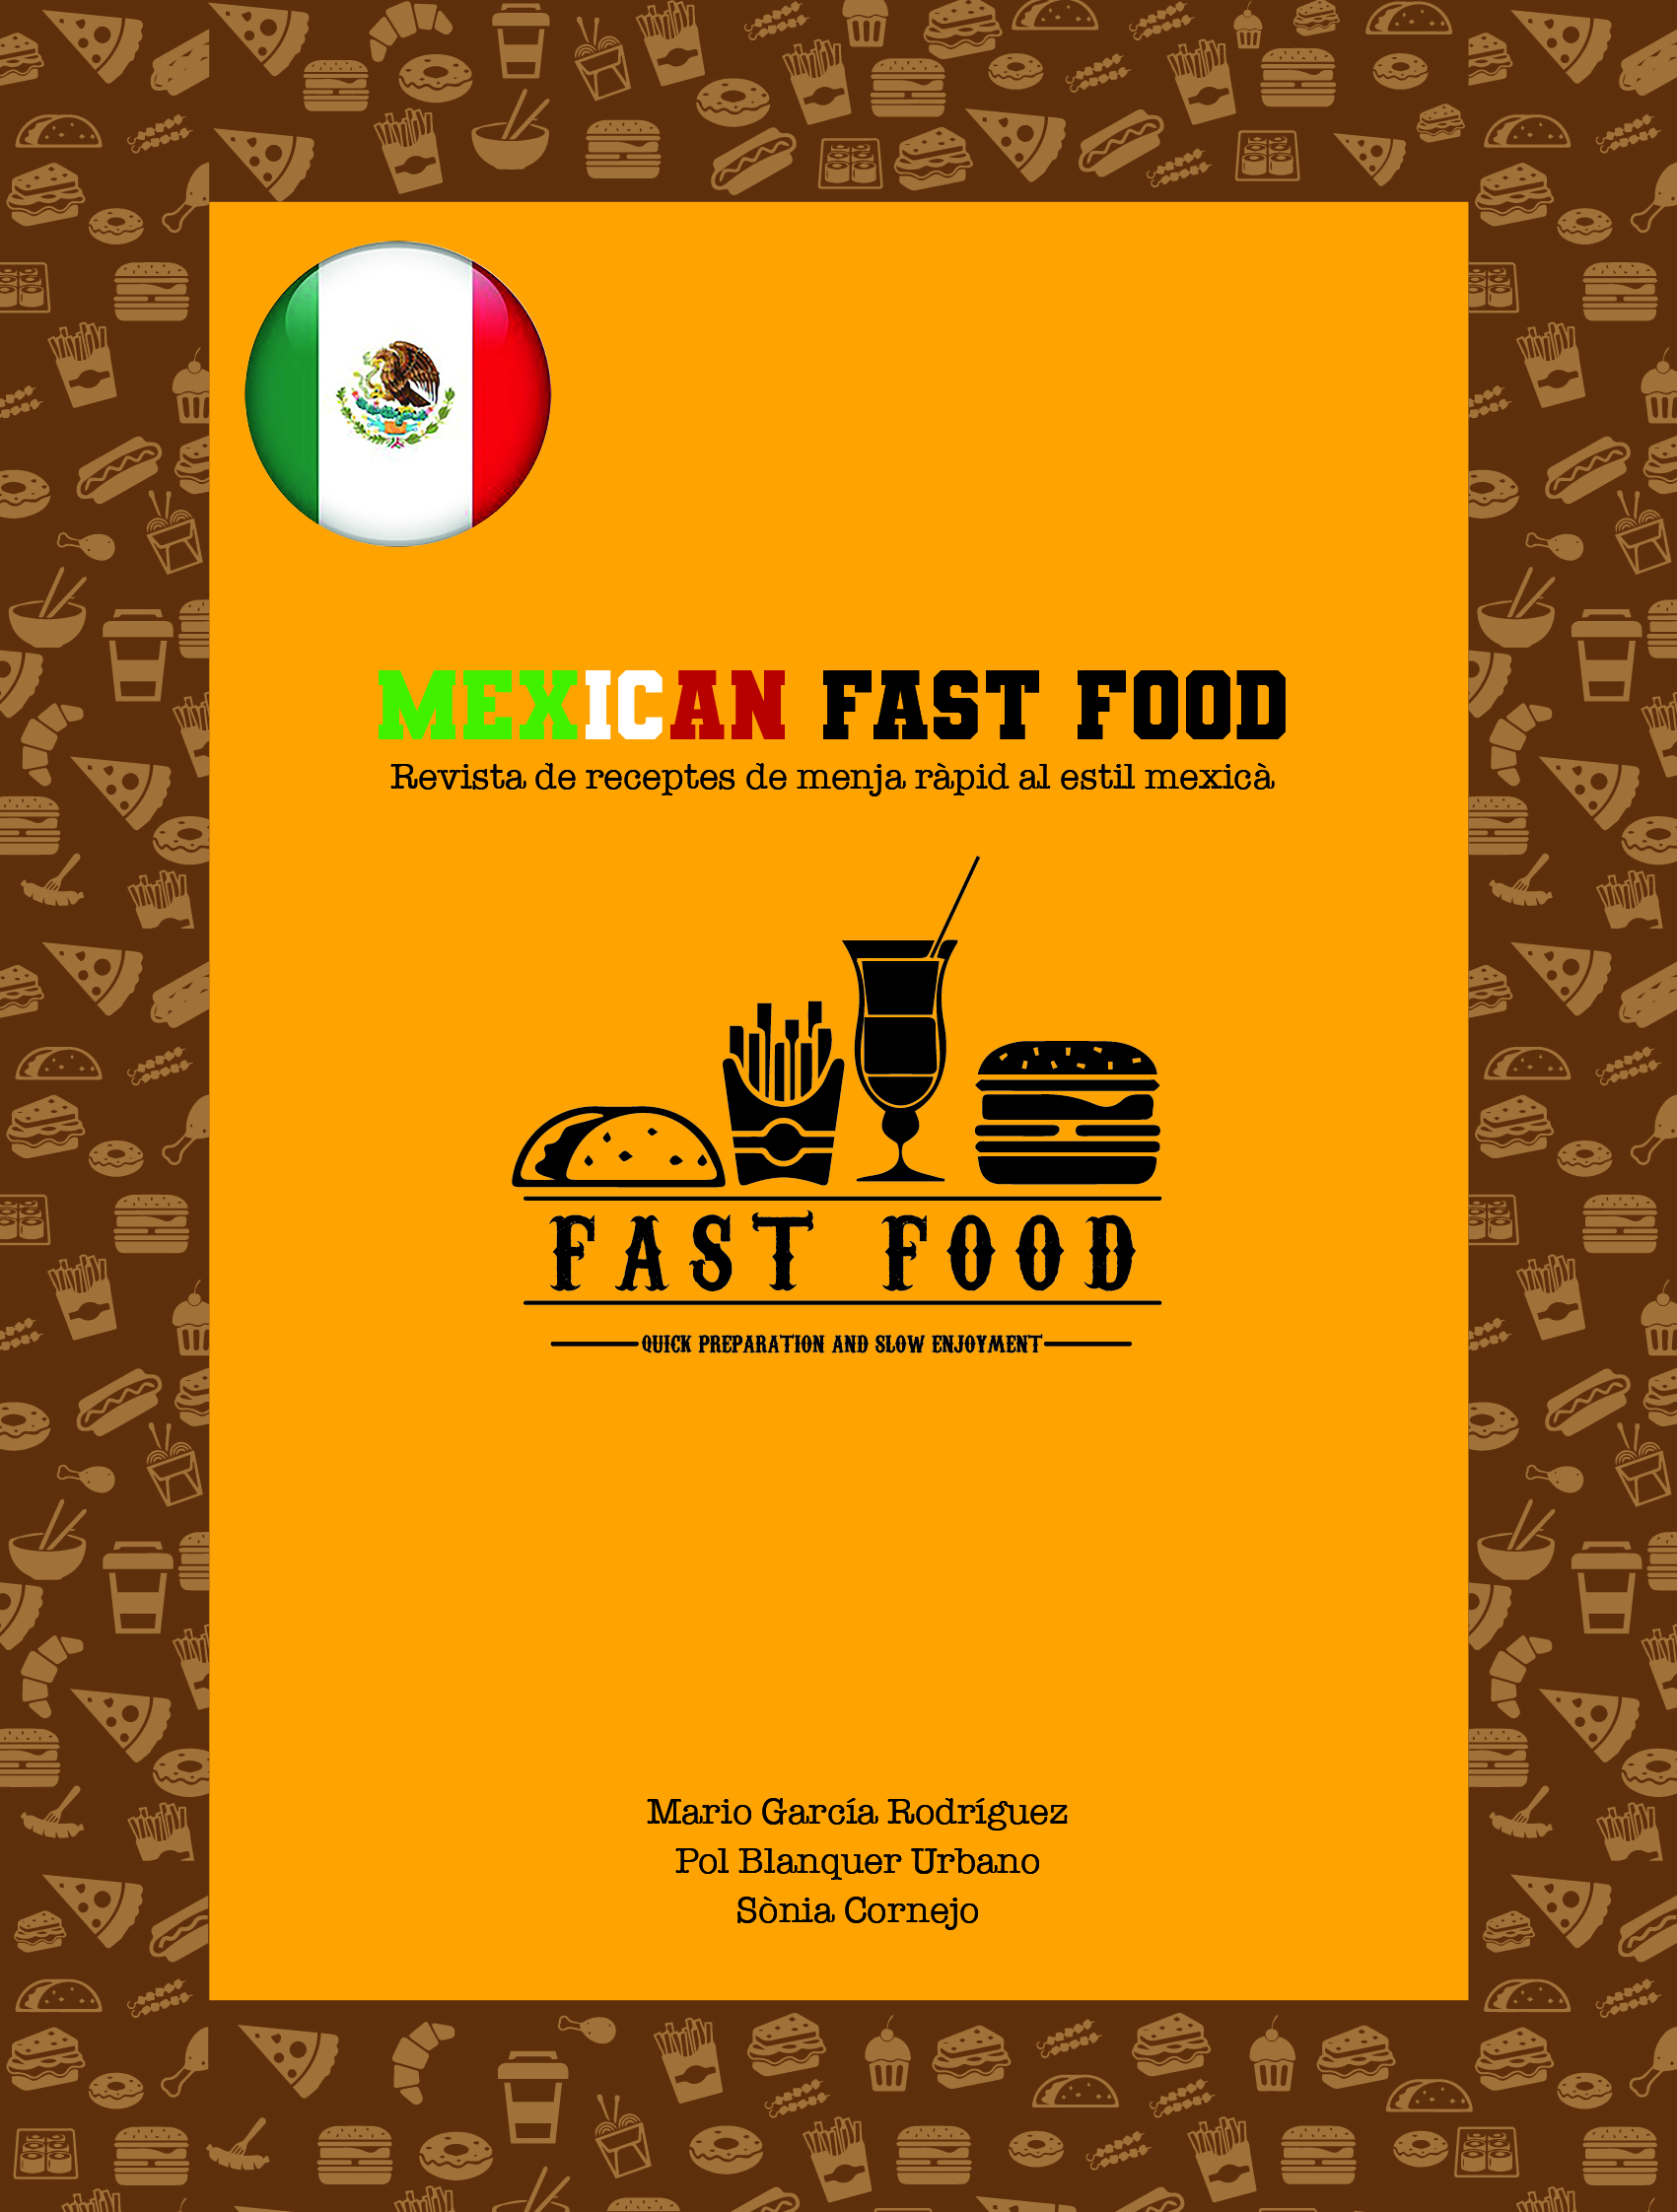 MEXICAN FAST FOOD
Revista de receptes de menja ràpid al estil mexicà
FAST FOOD
QUICK PREPARATION AND SLOW ENJOYMENT
Mario García Rodríguez
Pol Blanquer Urbano
Sònia Cornejo